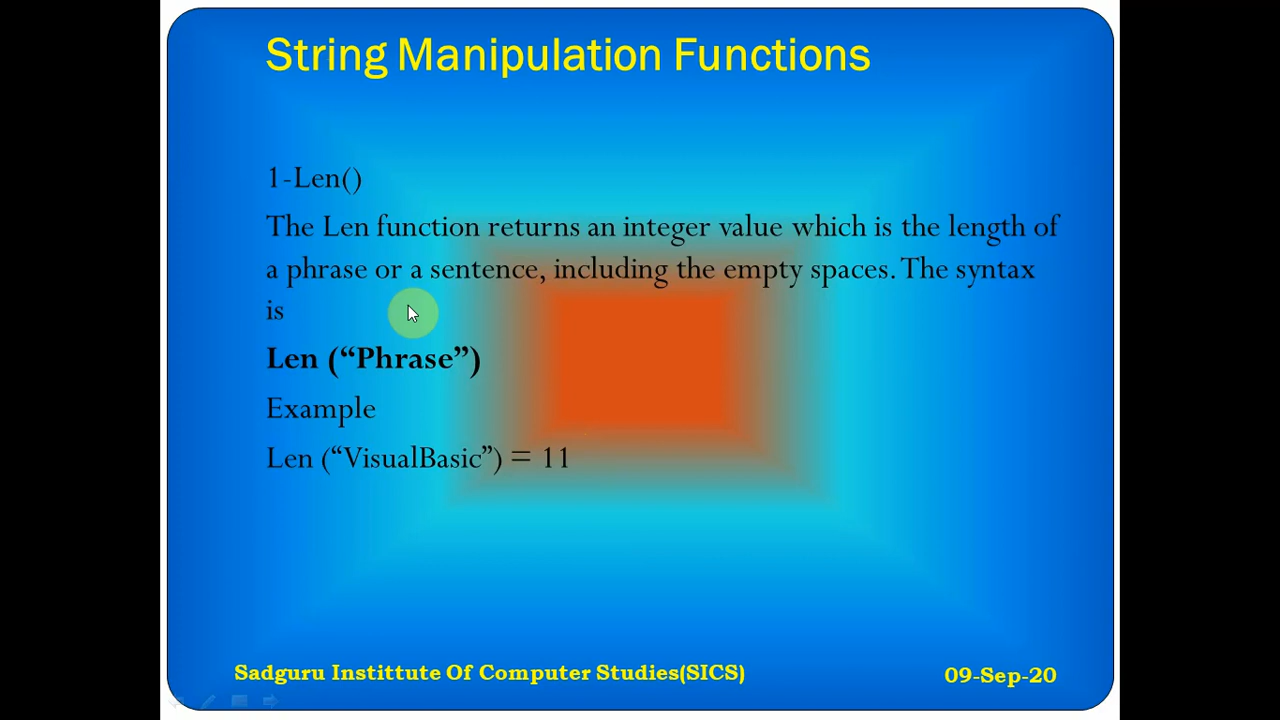 String Manipulation Functions
1-Len()
The Len function returns an integer value which is the length of
a phrase or a sentence, including the empty spaces. The syntax
is
Len (“Phrase”)
Example
Len (“VisualBasic”) = 11
Sadguru Instittute Of Computer Studies(SICS)
09-Sep-20